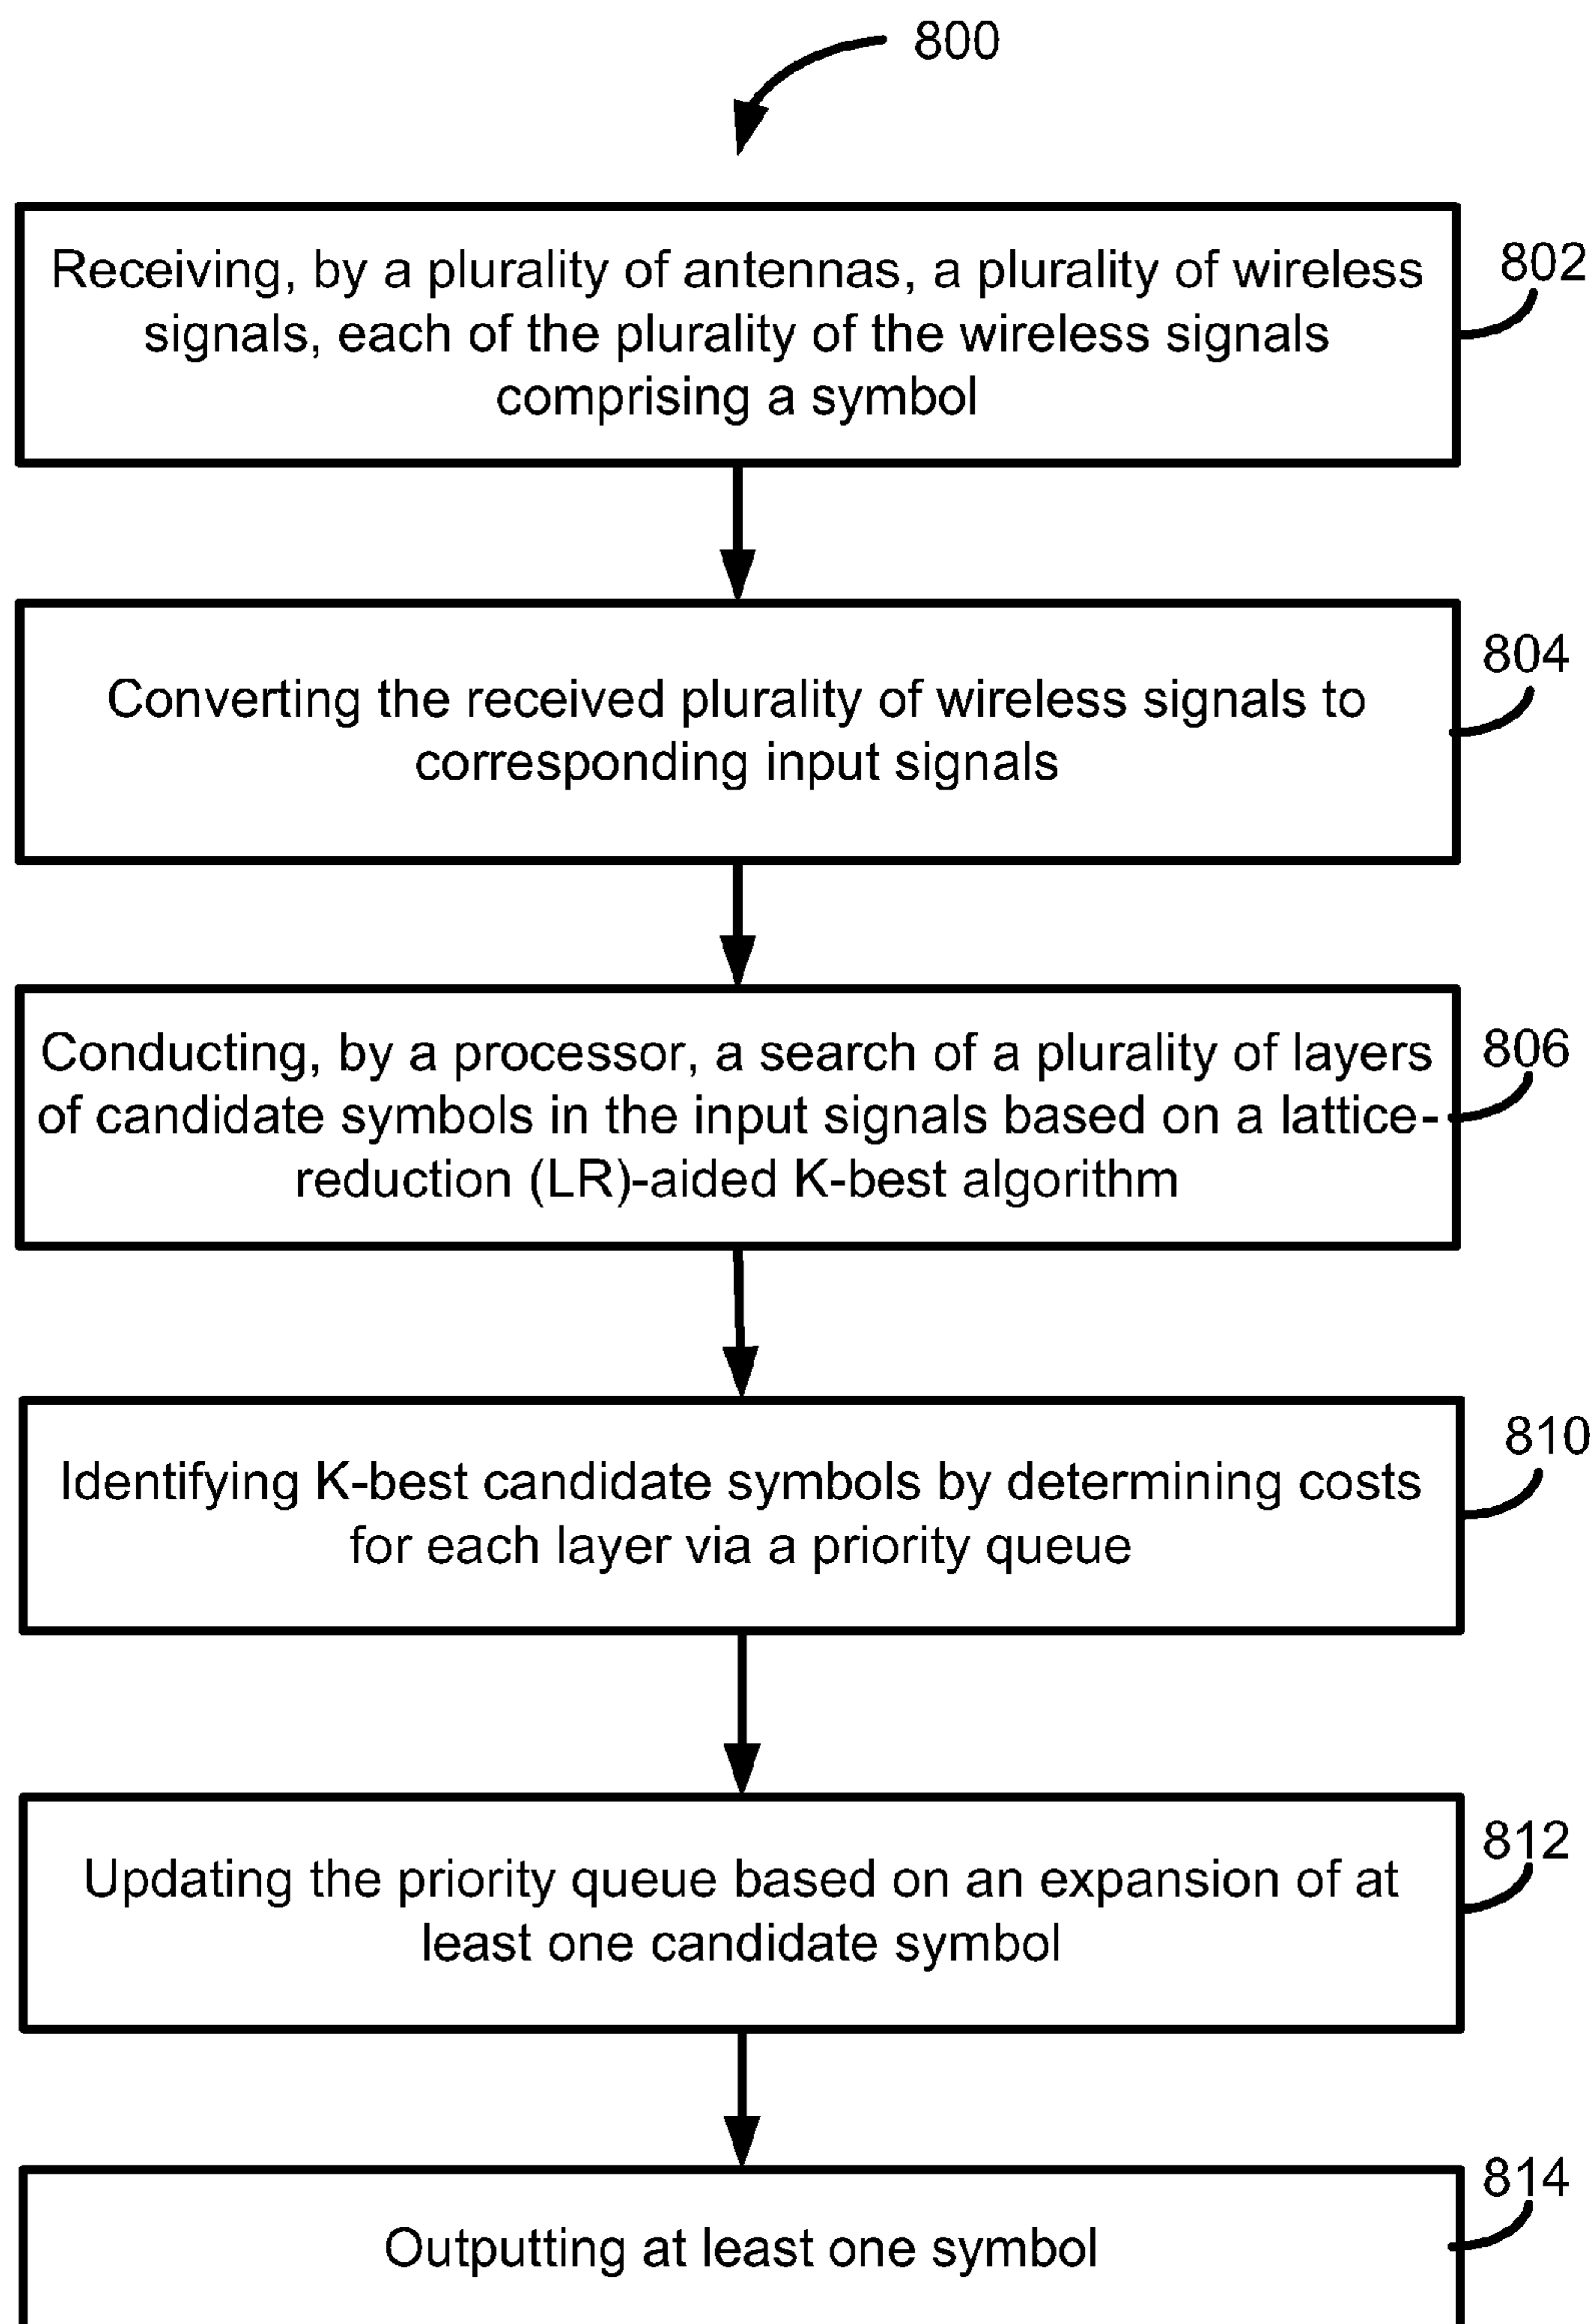 800
Receiving, by a plurality of antennas, a plurality of wireless
signals, each of the plurality of the wireless signals
comprising a symbol
802
Converting the received plurality of wireless signals to
corresponding input signals
804
Conducting, by a processor, a search of a plurality of layers
of candidate symbols in the input signals based on a lattice-
reduction (LR)-aided K-best algorithm
806
Identifying K-best candidate symbols by determining costs
for each layer via a priority queue
810
Updating the priority queue based on an expansion of at
least one candidate symbol
812
Outputting at least one symbol
814